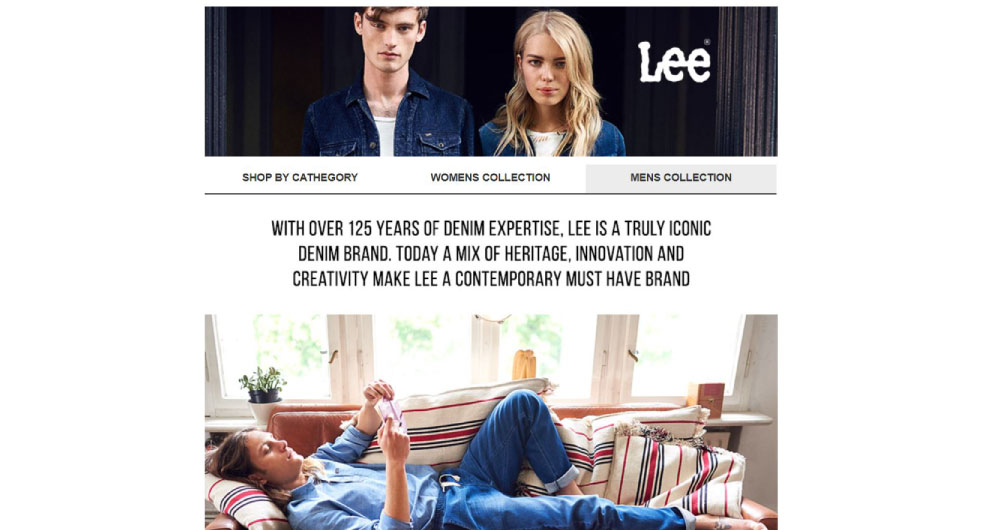 Lee®
SHOP BY CATHEGORY
WOMENS COLLECTION
MENS COLLECTION
WITH OVER 125 YEARS OF DENIM EXPERTISE, LEE IS A TRULY ICONIC
DENIM BRAND. TODAY A MIX OF HERITAGE, INNOVATION AND
CREATIVITY MAKE LEE A CONTEMPORARY MUST HAVE BRAND